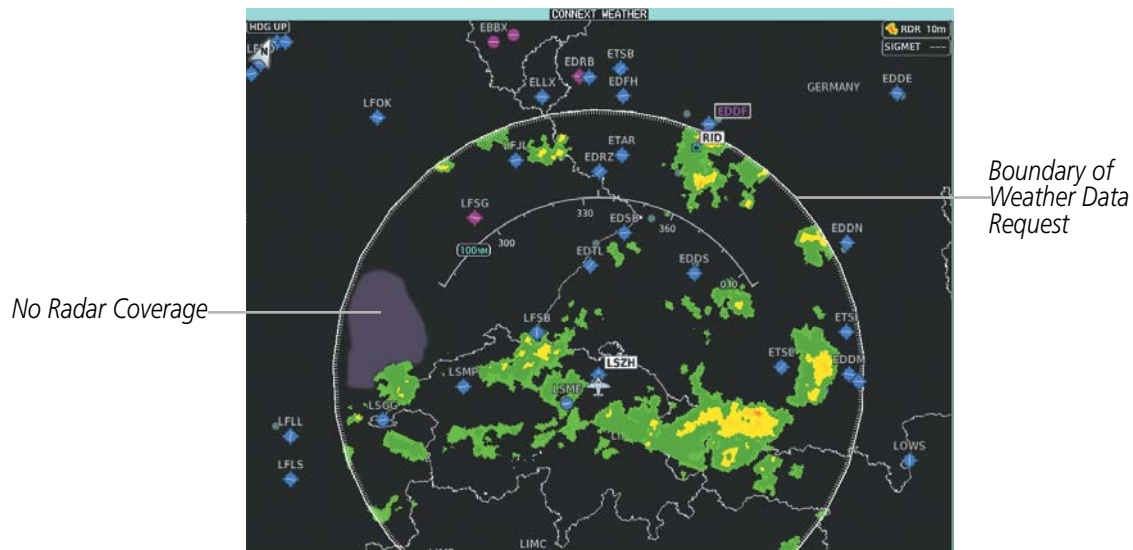 CONNEXT WEATHER
HDG UP
N
RDR 10m
SIGMET ---
EBBX
ETSB
EDRB
ELLX
EDFH
GERMANY
EDDE
LFOK
EDDF
RID
LFJL
ETAR
EDRZ
Boundary of
Weather Data
Request
LFSG
330
EDSB
360
300
100NM
EDTL
EDDS
EDDN
030
No Radar Coverage
LFSB
LSZH
LSMP
LSME
EDDM
LSGG
LFLL
LOWS
LFLS
LIMC